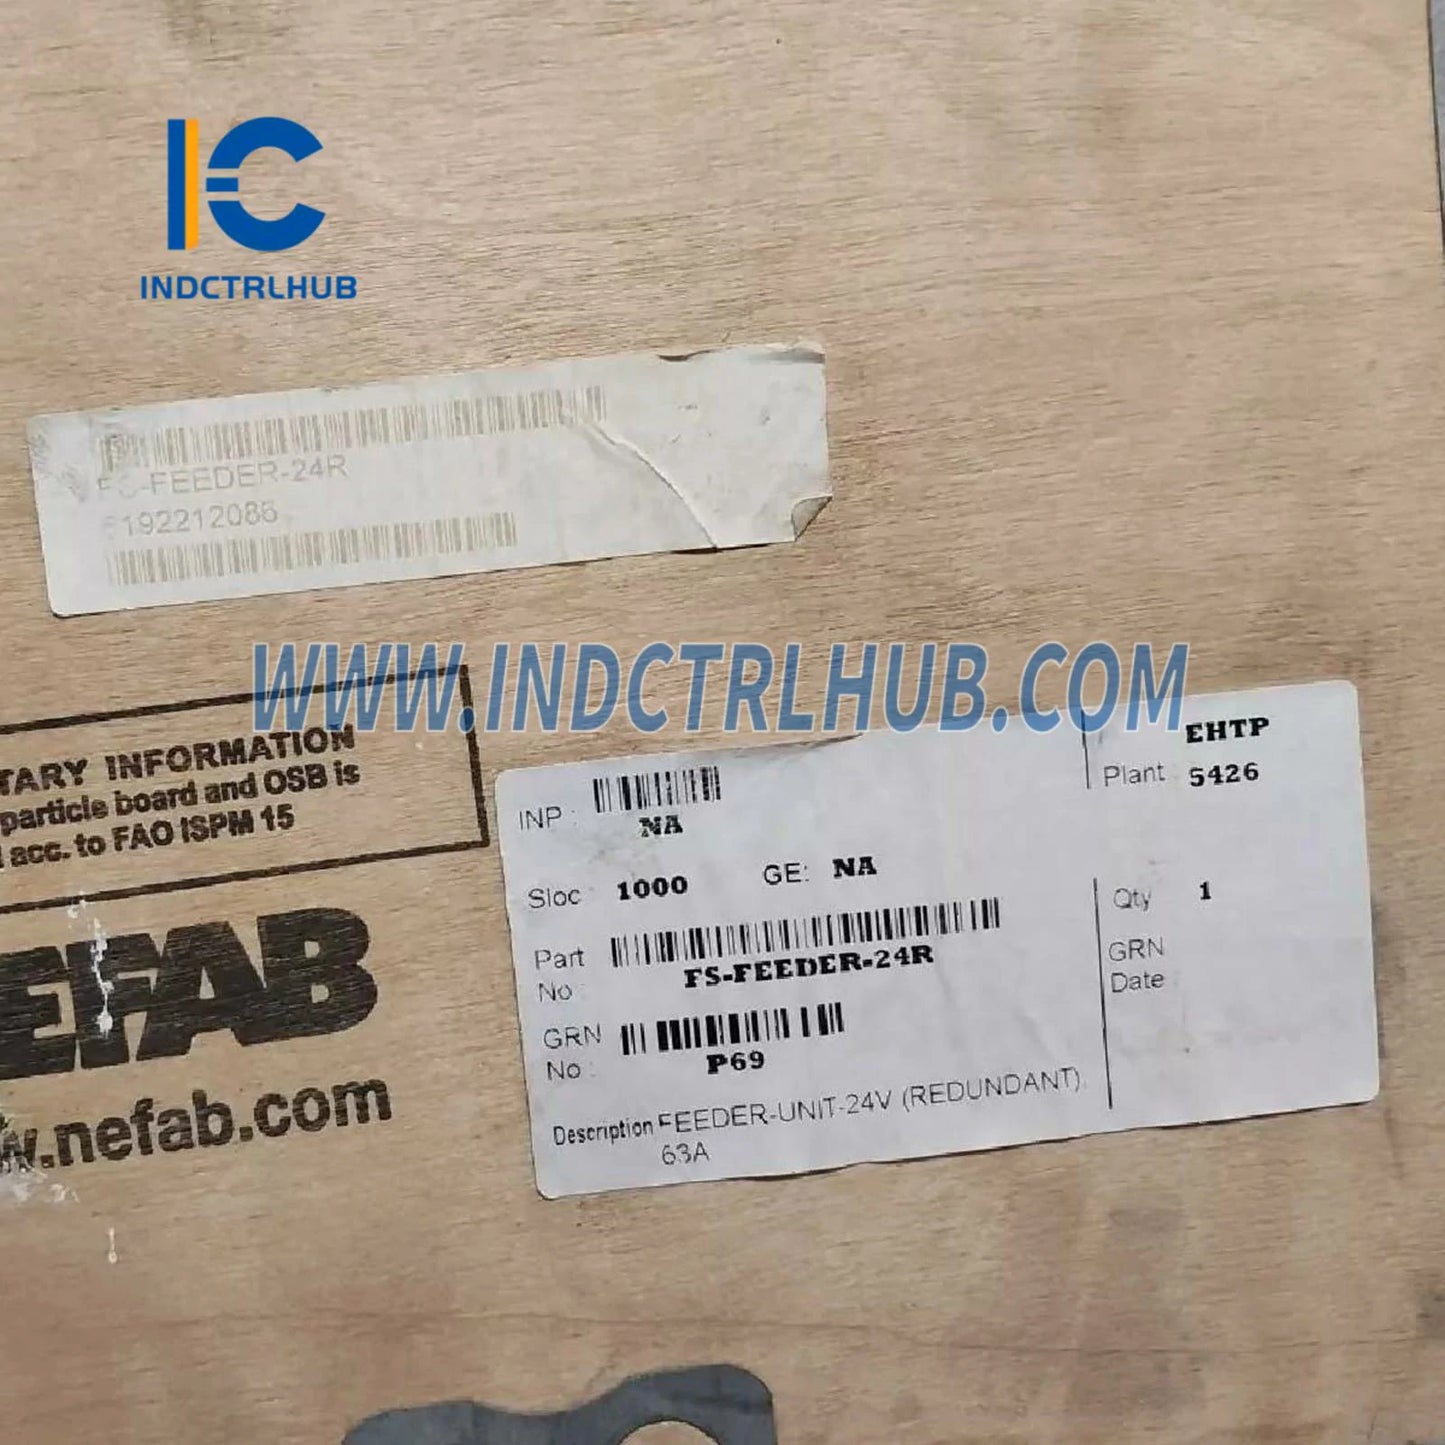 INDCTRLHUB
-FEEDER-24R
192212088
WWW.INDCTRLHUB.COM
TARY INFORMATION
particle board and OSB is
acc. to FAO ISPM 15
EFAB
w.nefab.com
EHTP
Plant 5426
INP :
NA
Sloc : 1000 GE: NA
Qty 1
Part No :
FS-FEEDER-24R
GRN Date
GRN No :
P69
Description FEEDER-UNIT-24V (REDUNDANT)
63A